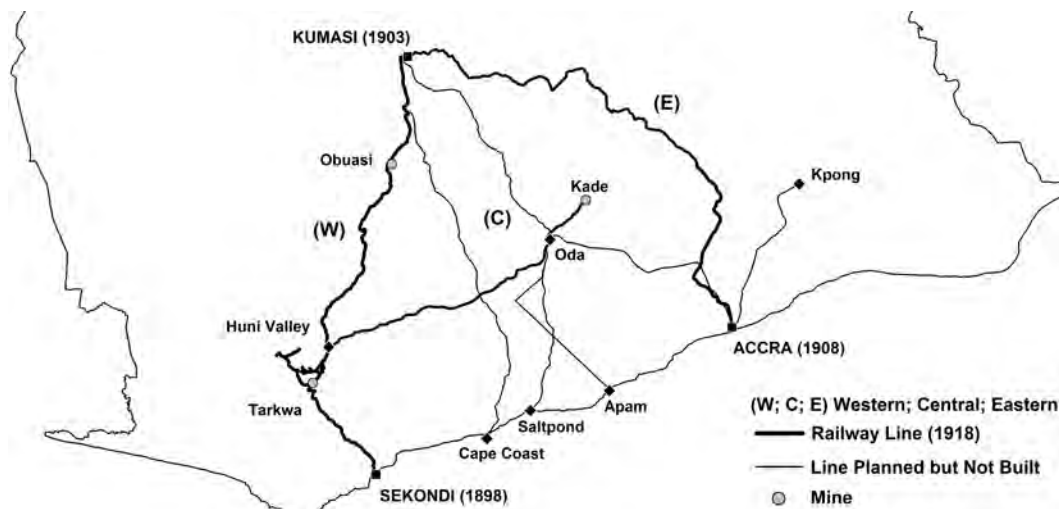 KUMASI (1903)
(E)
Obuasi
Kade
Kpong
(W)
(C)
Oda
Huni Valley
ACCRA (1908)
Tarkwa
Apam
Saltpond
Cape Coast
SEKONDI (1898)
(W; C; E) Western; Central; Eastern
Railway Line (1918)
Line Planned but Not Built
Mine